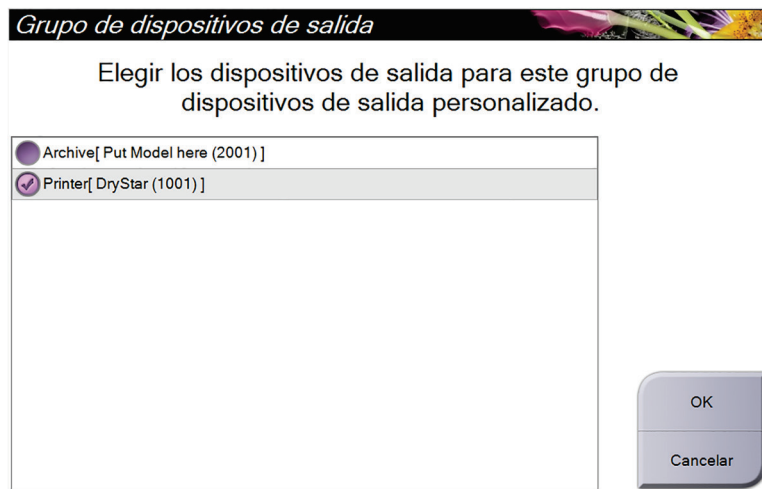 Grupo de dispositivos de salida
Elegir los dispositivos de salida para este grupo de
dispositivos de salida personalizado.
Archive[ Put Model here (2001) ]
Printer[ DryStar (1001) ]
OK
Cancelar